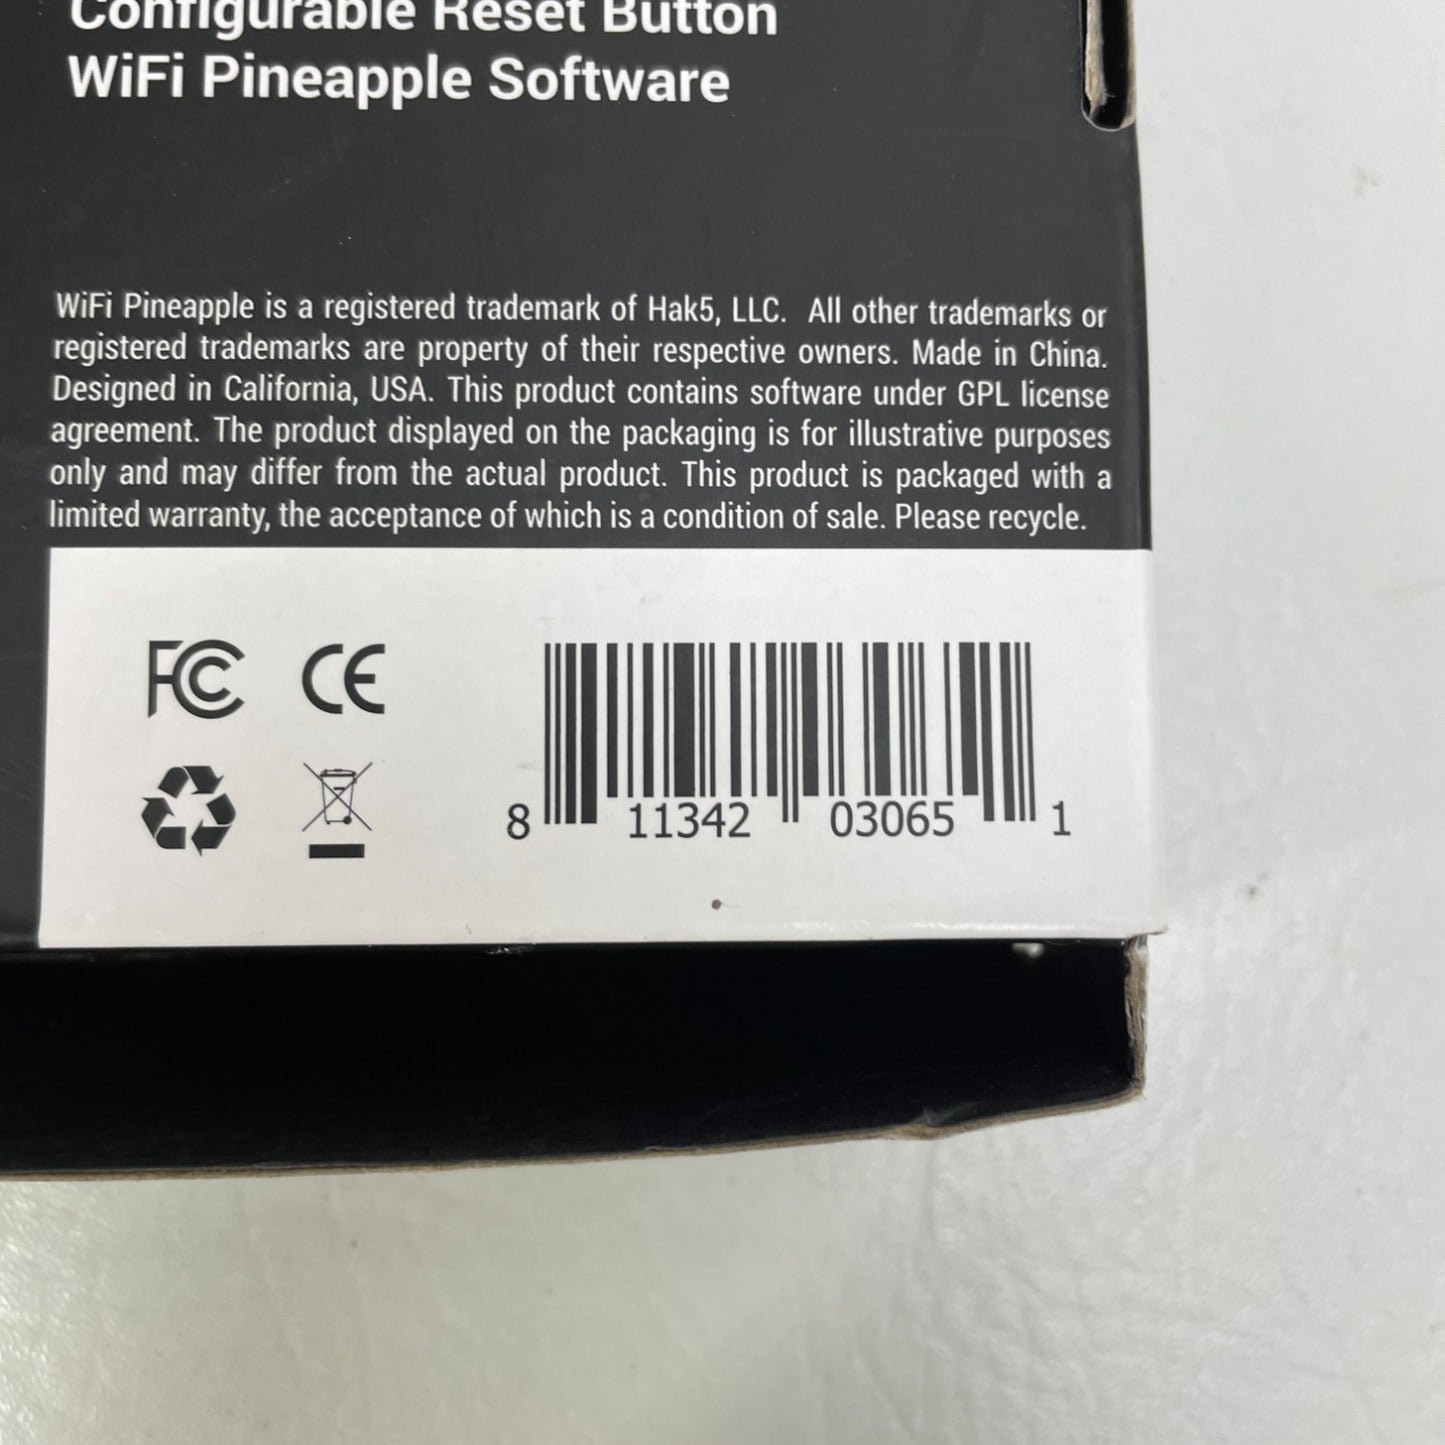 Configurable Reset Button
WiFi Pineapple Software
WiFi Pineapple is a registered trademark of Hak5, LLC. All other trademarks or
registered trademarks are property of their respective owners. Made in China.
Designed in California, USA. This product contains software under GPL license
agreement. The product displayed on the packaging is for illustrative purposes
only and may differ from the actual product. This product is packaged with a
limited warranty, the acceptance of which is a condition of sale. Please recycle.
FC CE
8 11342 03065 1